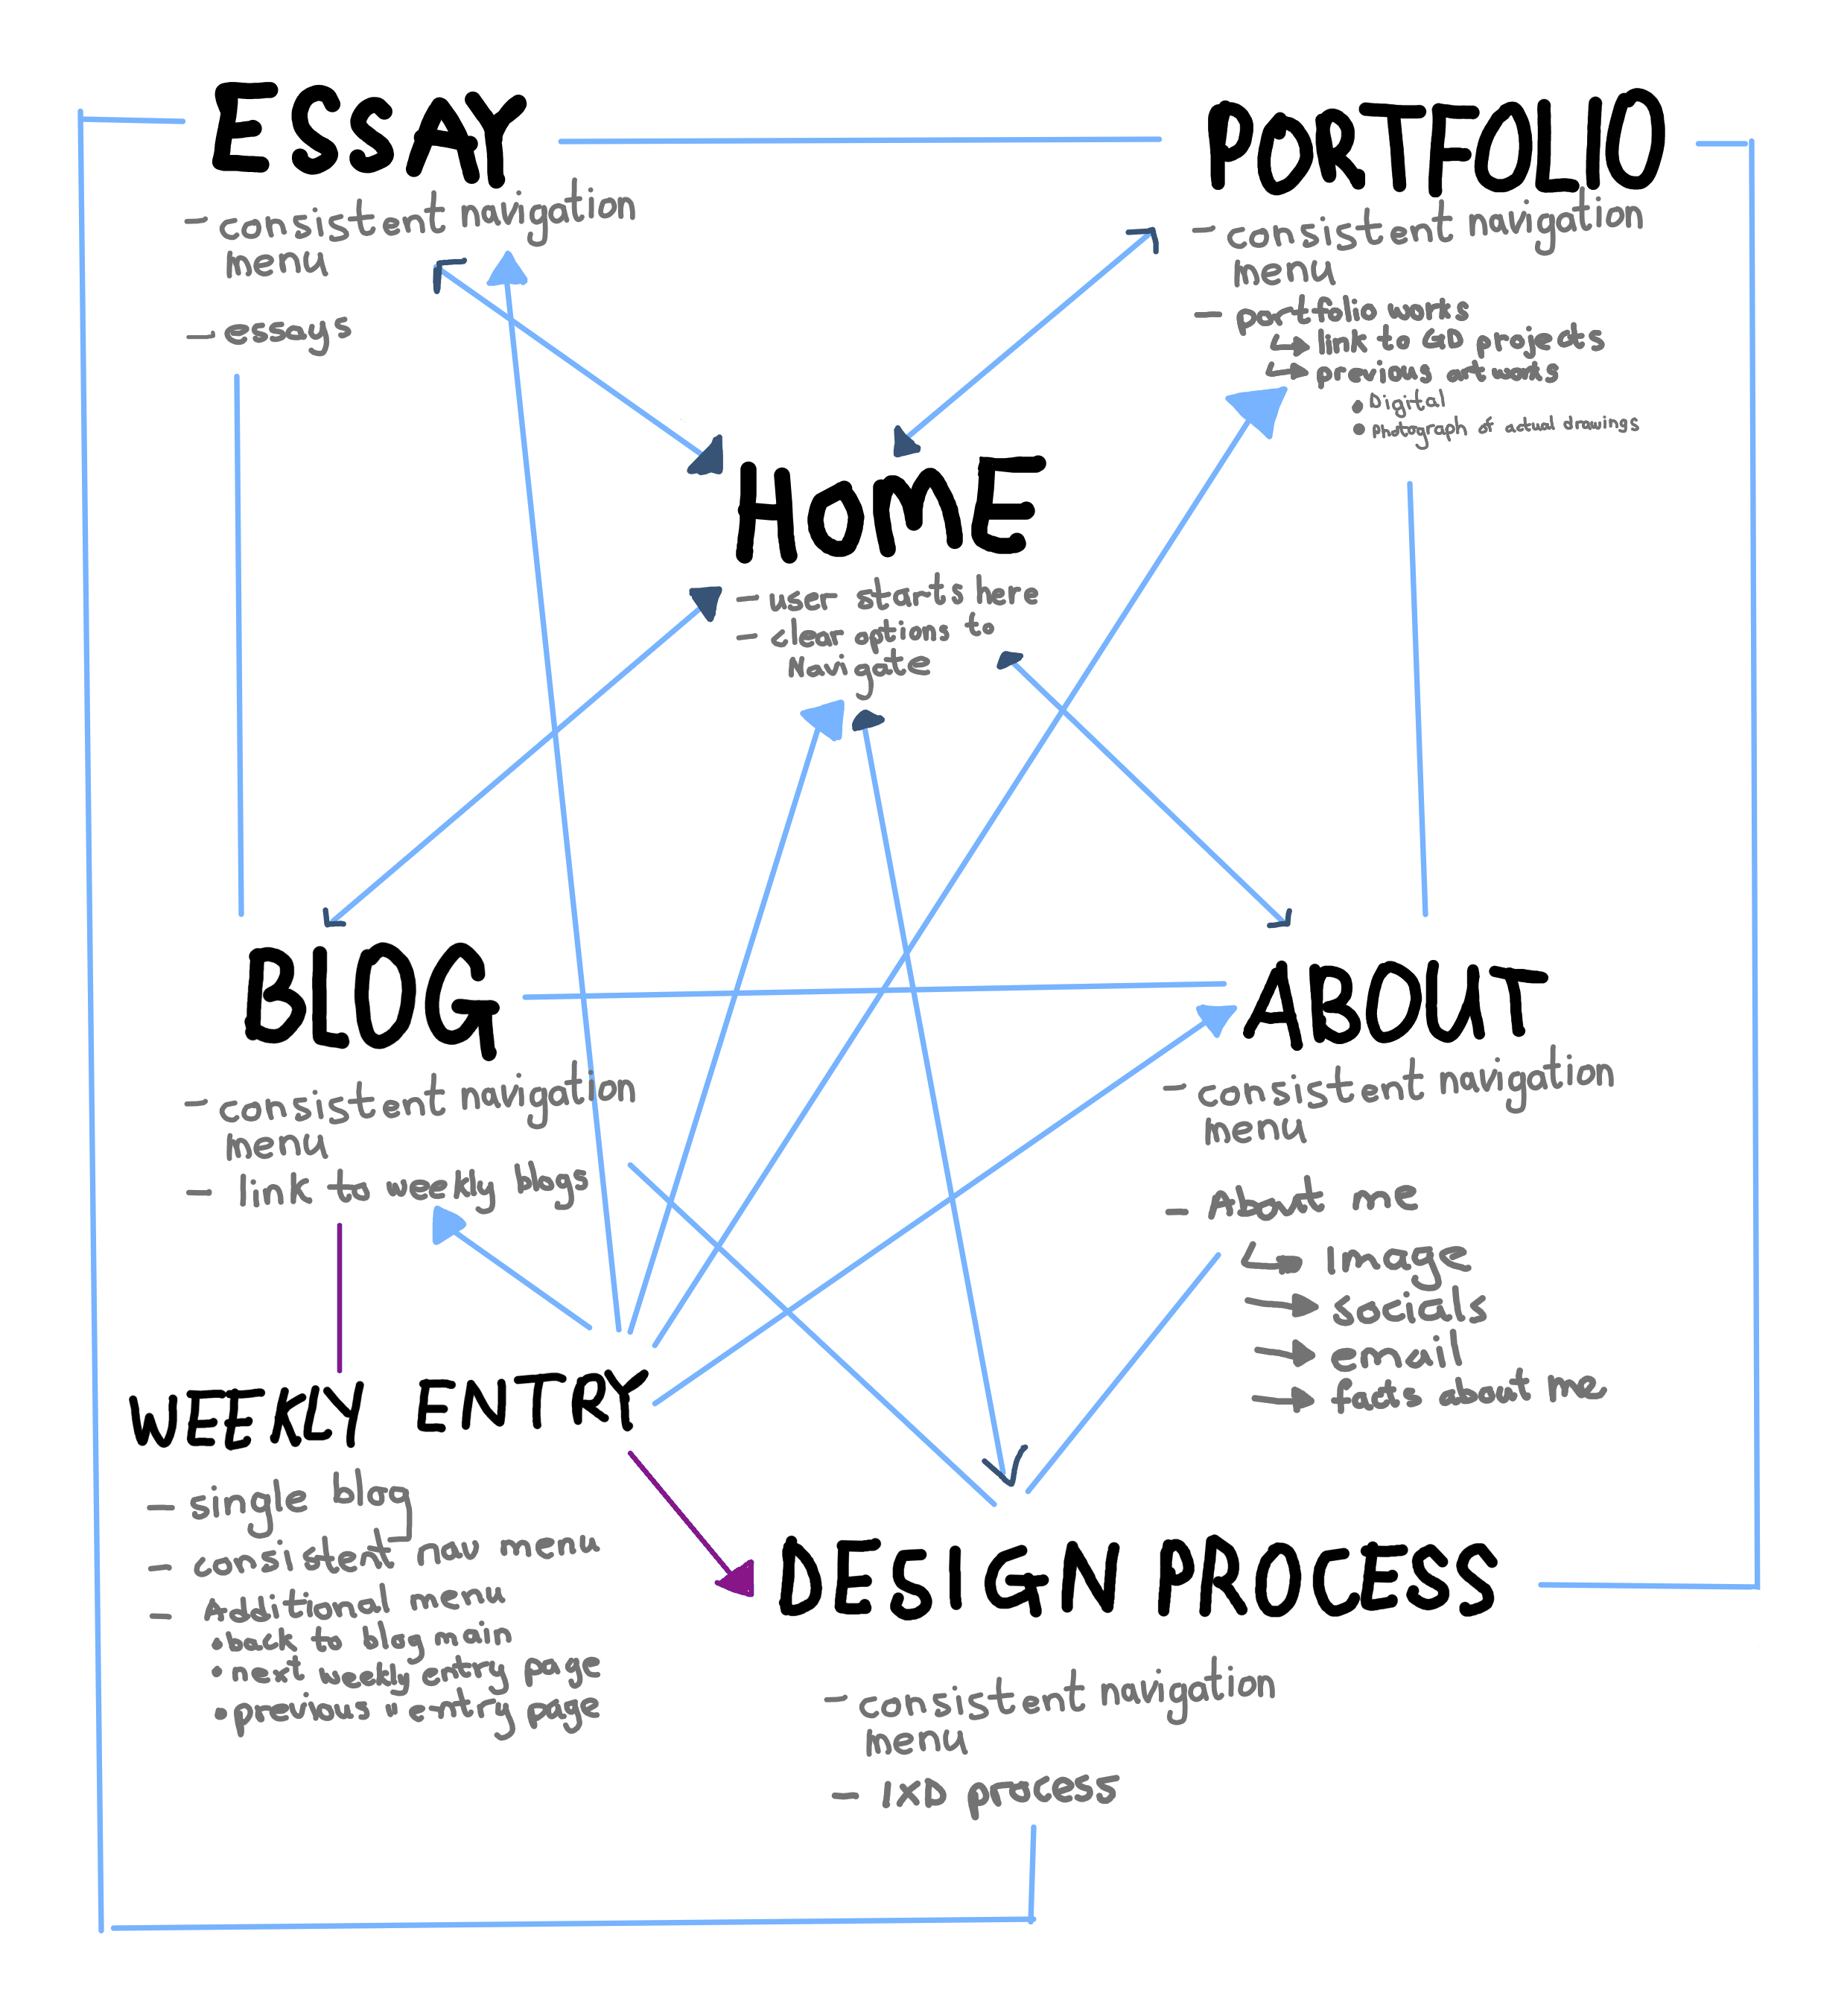 ESSAY
- consistent navigation
menu
- essays
PORTFOLIO
- consistent navigation
menu
- portfolio works
link to GD projects
previous art works
• Digital
• Photograph of actual drawings
HOME
- user starts here
- clear options to
Navigate
BLOG
- consistent navigation
menu
- link to weekly blogs
ABOUT
- consistent navigation
menu
- About me
Image
socials
email
facts about me
WEEKLY ENTRY
- single blog
- consistent nav menu
- Additional menu
• back to blog main
• next weekly entry page
• previous " entry page
DESIGN PROCESS
- consistent navigation
menu
- IXD process